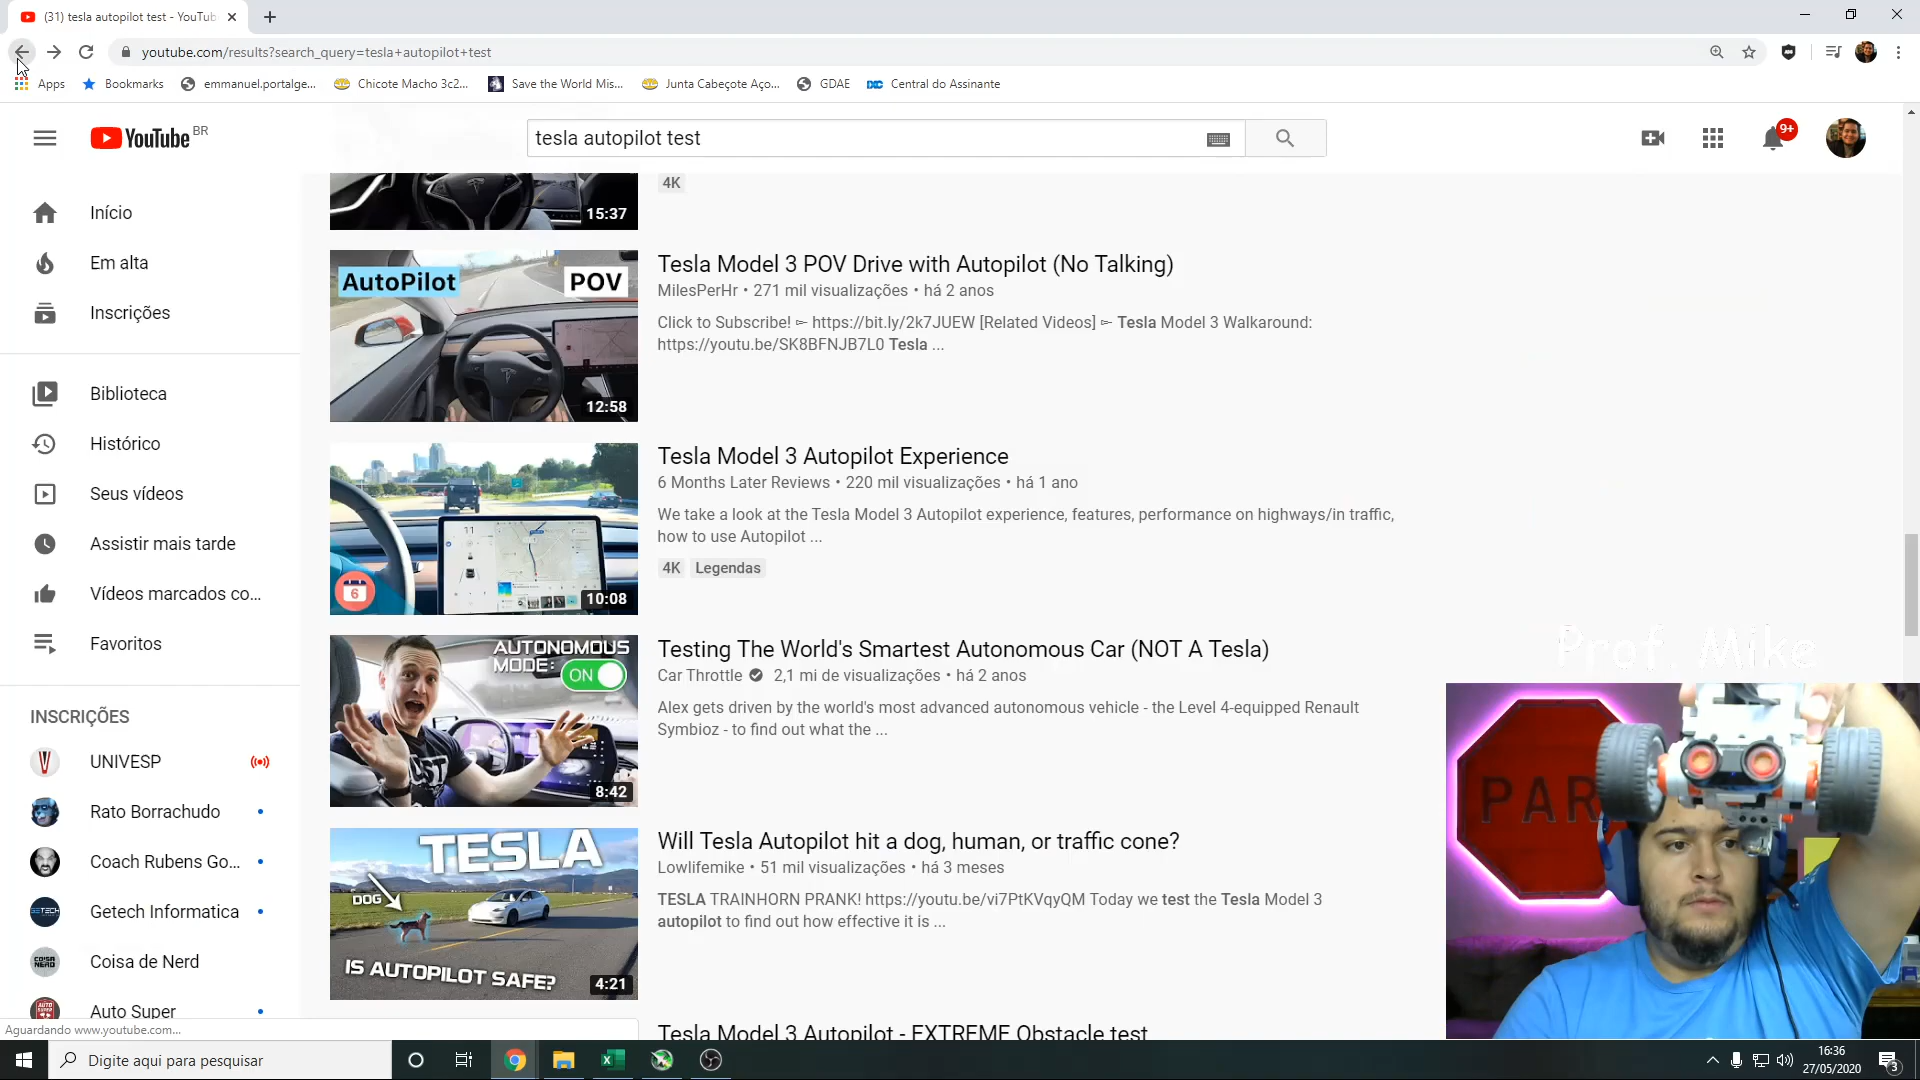 (31) tesla autopilot test - YouTub
youtube.com/results?search_query=tesla+autopilot+test
Apps
Bookmarks
emmanuel.portalge...
Chicote Macho 3c2...
Save the World Mis...
Junta Cabeçote Aço...
GDAE
Central do Assinante
YouTube BR
tesla autopilot test
9+
Início
Em alta
Inscrições
Biblioteca
Histórico
Seus vídeos
Assistir mais tarde
Vídeos marcados co...
Favoritos
INSCRIÇÕES
UNIVESP
Rato Borrachudo
Coach Rubens Go...
Getech Informatica
Coisa de Nerd
Auto Super
15:37
4K
AutoPilot
POV
12:58
Tesla Model 3 POV Drive with Autopilot (No Talking)
MilesPerHr • 271 mil visualizações • há 2 anos
Click to Subscribe! ➻ https://bit.ly/2k7JUEW [Related Videos] ➻ Tesla Model 3 Walkaround:
https://youtu.be/SK8BFNJB7L0 Tesla ...
6
10:08
Tesla Model 3 Autopilot Experience
6 Months Later Reviews • 220 mil visualizações • há 1 ano
We take a look at the Tesla Model 3 Autopilot experience, features, performance on highways/in traffic,
how to use Autopilot ...
4K Legendas
AUTONOMOUS
MODE: ON
8:42
Testing The World's Smartest Autonomous Car (NOT A Tesla)
Car Throttle 2,1 mi de visualizações • há 2 anos
Alex gets driven by the world's most advanced autonomous vehicle - the Level 4-equipped Renault
Symbioz - to find out what the ...
TESLA
DOG
IS AUTOPILOT SAFE?
4:21
Will Tesla Autopilot hit a dog, human, or traffic cone?
Lowlifemike • 51 mil visualizações • há 3 meses
TESLA TRAINHORN PRANK! https://youtu.be/vi7PtKVqyQM Today we test the Tesla Model 3
autopilot to find out how effective it is ...
Tesla Model 3 Autopilot - EXTREME Obstacle test
Prof. Mike
PAR
Aguardando www.youtube.com...
Digite aqui para pesquisar
16:36
27/05/2020
3